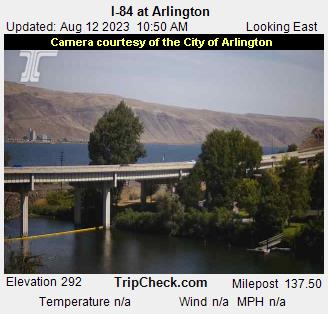 I-84 at Arlington
Updated: Aug 12 2023 10:50 AM Looking East
Camera courtesy of the City of Arlington
Elevation 292 TripCheck.com Milepost 137.50
Temperature n/a Wind n/a MPH n/a